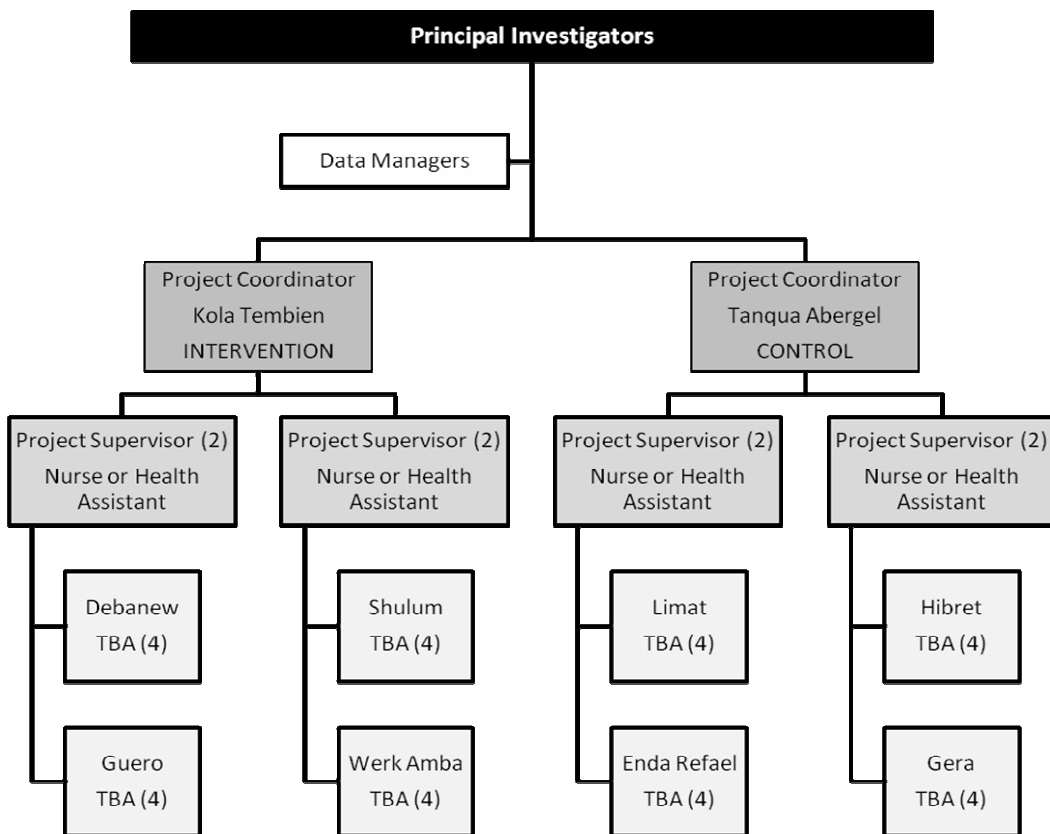 Principal Investigators
Data Managers
Project Coordinator
Kola Tembien
INTERVENTION
Project Coordinator
Tanqua Abergel
CONTROL
Project Supervisor (2)
Nurse or Health
Assistant
Project Supervisor (2)
Nurse or Health
Assistant
Project Supervisor (2)
Nurse or Health
Assistant
Project Supervisor (2)
Nurse or Health
Assistant
Debanew
TBA (4)
Shulum
TBA (4)
Limat
TBA (4)
Hibret
TBA (4)
Guero
TBA (4)
Werk Amba
TBA (4)
Enda Refael
TBA (4)
Gera
TBA (4)